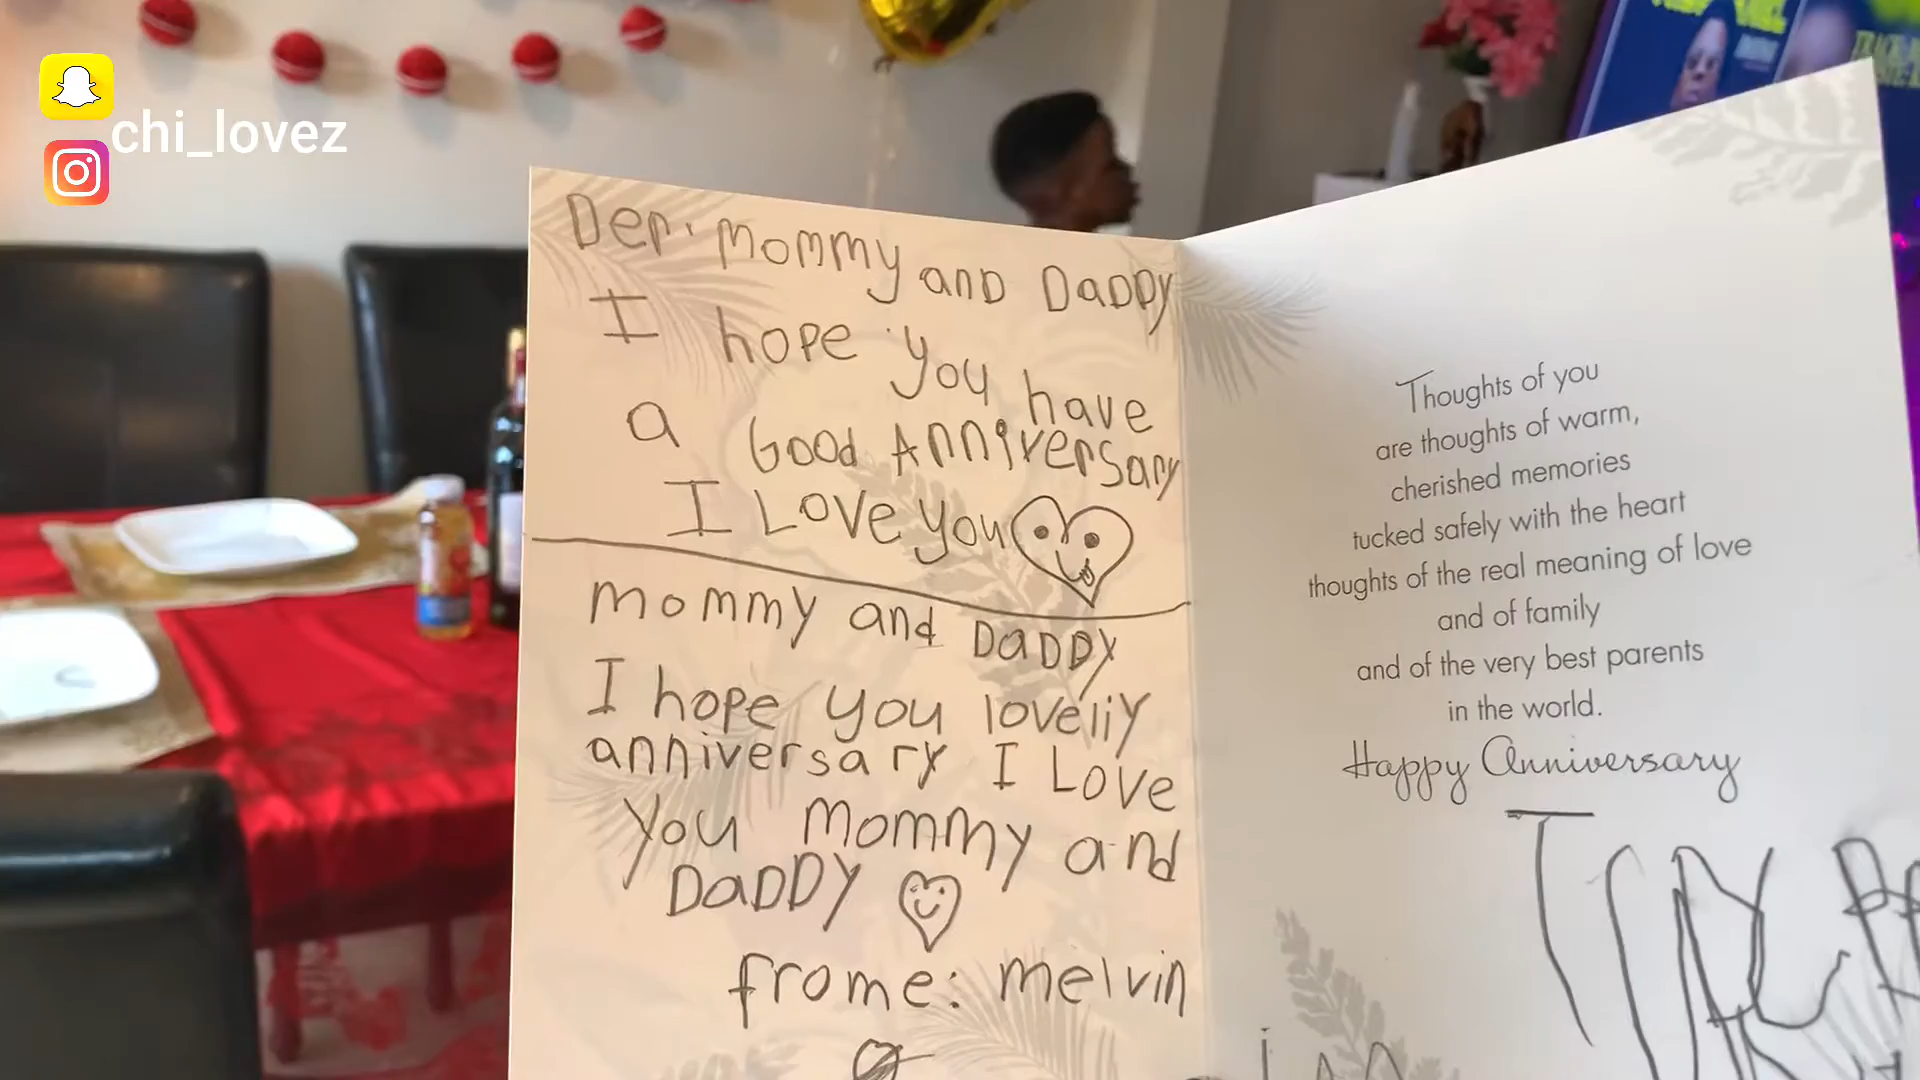 chi_lovez
Der. Mommy and Daddy
I hope you have
a Good Anniversary
I Love you
mommy and Daddy
I hope you loveliy
anniversary I Love
you mommy and
Daddy
frome: melvin
Thoughts of you
are thoughts of warm,
cherished memories
tucked safely with the heart
thoughts of the real meaning of love
and of family
and of the very best parents
in the world.
Happy Anniversary